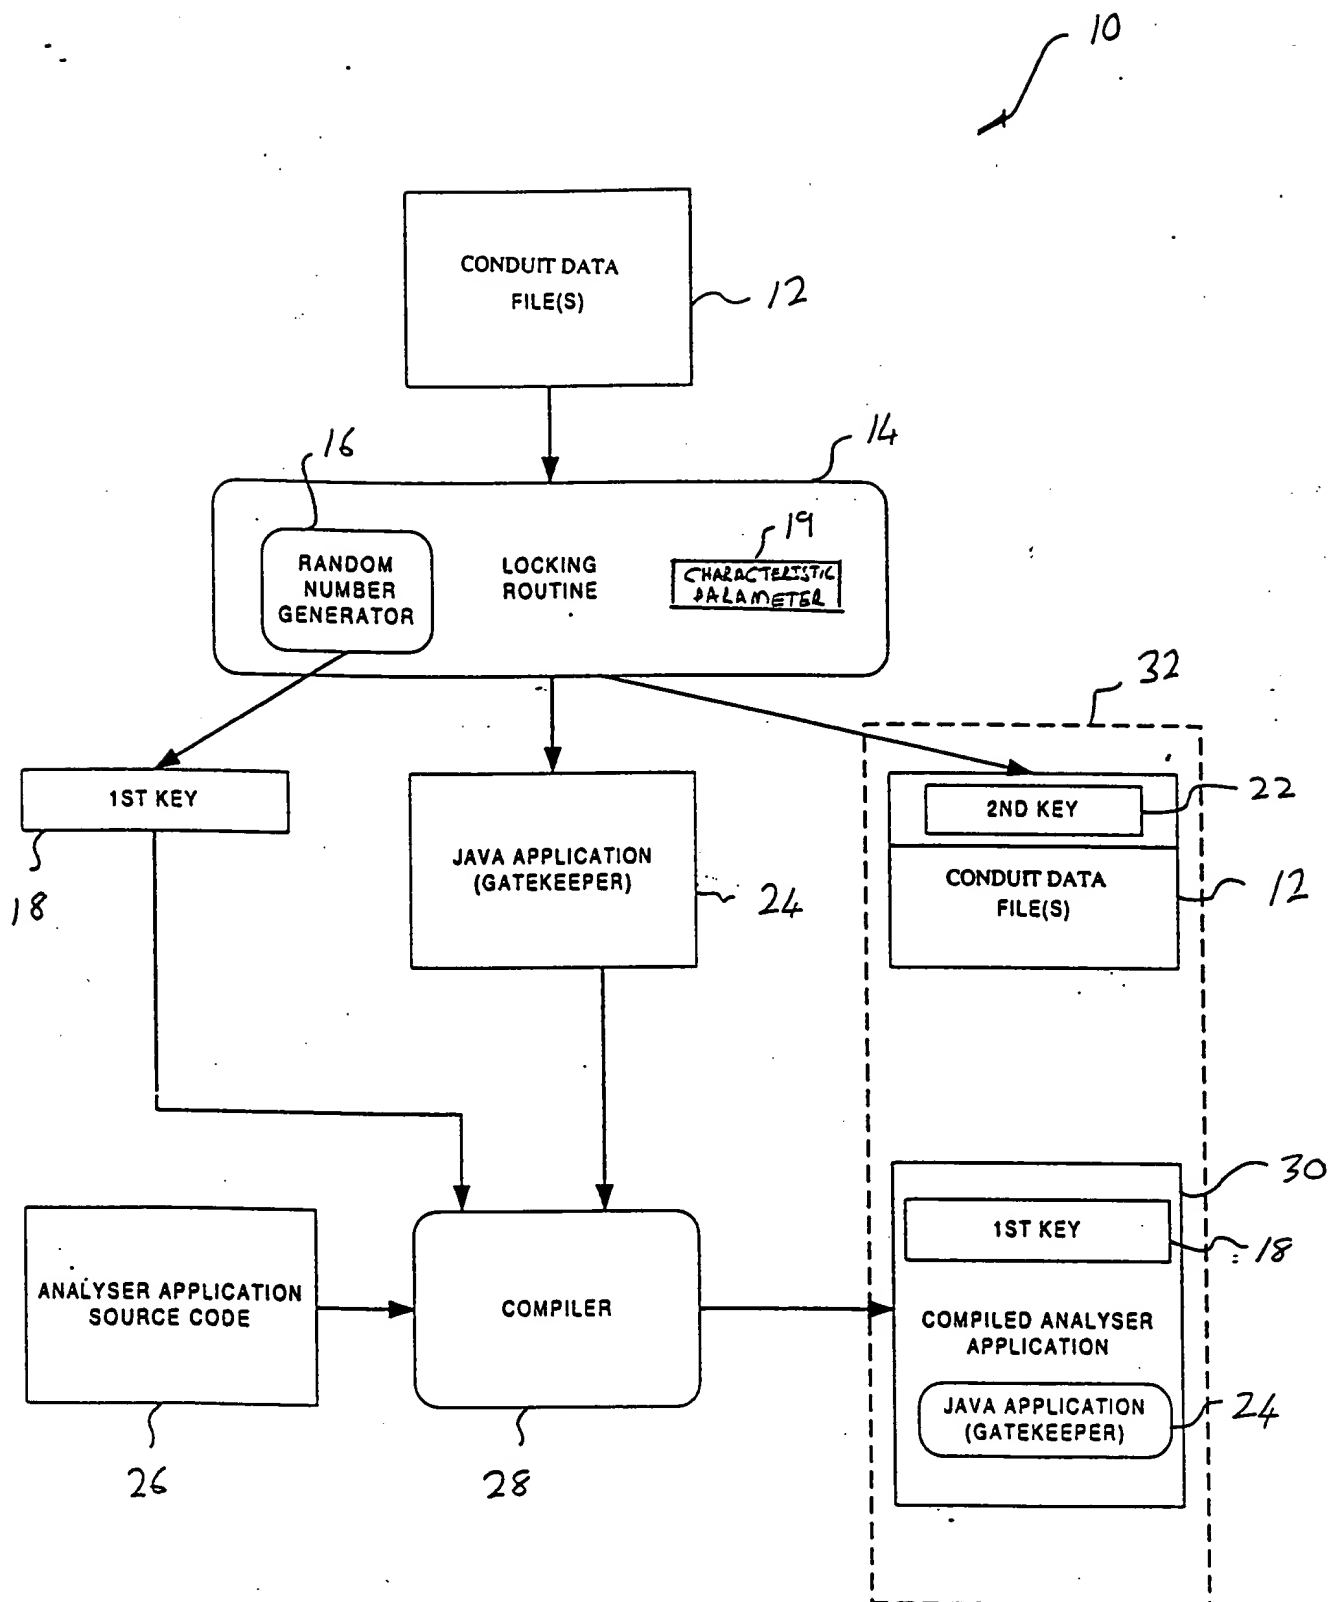 10
CONDUIT DATA
FILE(S)
12
16
14
19
RANDOM
NUMBER
GENERATOR
LOCKING
ROUTINE
CHARACTERISTIC
PARAMETER
32
1ST KEY
18
JAVA APPLICATION
(GATEKEEPER)
24
2ND KEY
22
CONDUIT DATA
FILE(S)
12
30
1ST KEY
18
ANALYSER APPLICATION
SOURCE CODE
26
COMPILER
28
COMPILED ANALYSER
APPLICATION
JAVA APPLICATION
(GATEKEEPER)
24